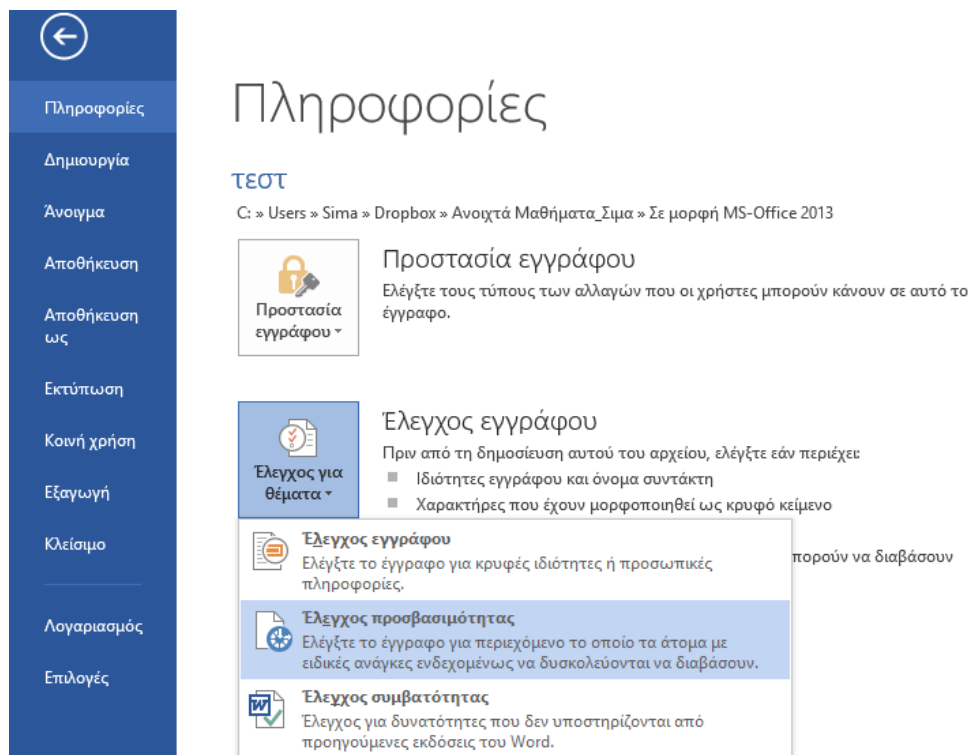 Πληροφορίες
Δημιουργία
Άνοιγμα
Αποθήκευση
Αποθήκευση
ως
Εκτύπωση
Κοινή χρήση
Εξαγωγή
Κλείσιμο
Λογαριασμός
Επιλογές
Πληροφορίες
τεστ
C: » Users » Sima » Dropbox » Ανοιχτά Μαθήματα_Σιμα » Σε μορφή MS-Office 2013
Προστασία
εγγράφου
Προστασία εγγράφου
Ελέγξτε τους τύπους των αλλαγών που οι χρήστες μπορούν κάνουν σε αυτό το
έγγραφο.
Έλεγχος για
θέματα
Έλεγχος εγγράφου
Πριν από τη δημοσίευση αυτού του αρχείου, ελέγξτε εάν περιέχει:
Ιδιότητες εγγράφου και όνομα συντάκτη
Χαρακτήρες που έχουν μορφοποιηθεί ως κρυφό κείμενο
πορούν να διαβάσουν
Έλεγχος εγγράφου
Ελέγξτε το έγγραφο για κρυφές ιδιότητες ή προσωπικές
πληροφορίες.
Έλεγχος προσβασιμότητας
Ελέγξτε το έγγραφο για περιεχόμενο το οποίο τα άτομα με
ειδικές ανάγκες ενδεχομένως να δυσκολεύονται να διαβάσουν.
Έλεγχος συμβατότητας
Έλεγχος για δυνατότητες που δεν υποστηρίζονται από
προηγούμενες εκδόσεις του Word.